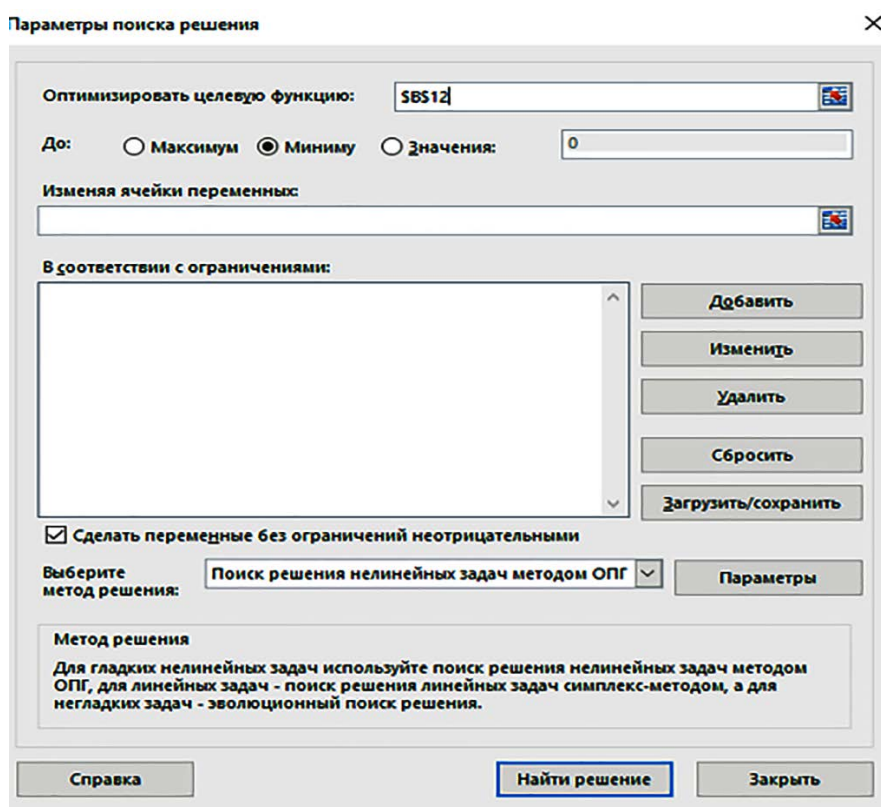 Параметры поиска решения
Оптимизировать целевую функцию: $B$12
До: Максимум Миниму Значения: 0
Изменяя ячейки переменных:
В соответствии с ограничениями:
Добавить
Изменить
Удалить
Сбросить
Загрузить/сохранить
Сделать переменные без ограничений неотрицательными
Выберите
метод решения:
Поиск решения нелинейных задач методом ОПГ
Параметры
Метод решения
Для гладких нелинейных задач используйте поиск решения нелинейных задач методом
ОПГ, для линейных задач - поиск решения линейных задач симплекс-методом, а для
негладких задач - эволюционный поиск решения.
Справка Найти решение Закрыть